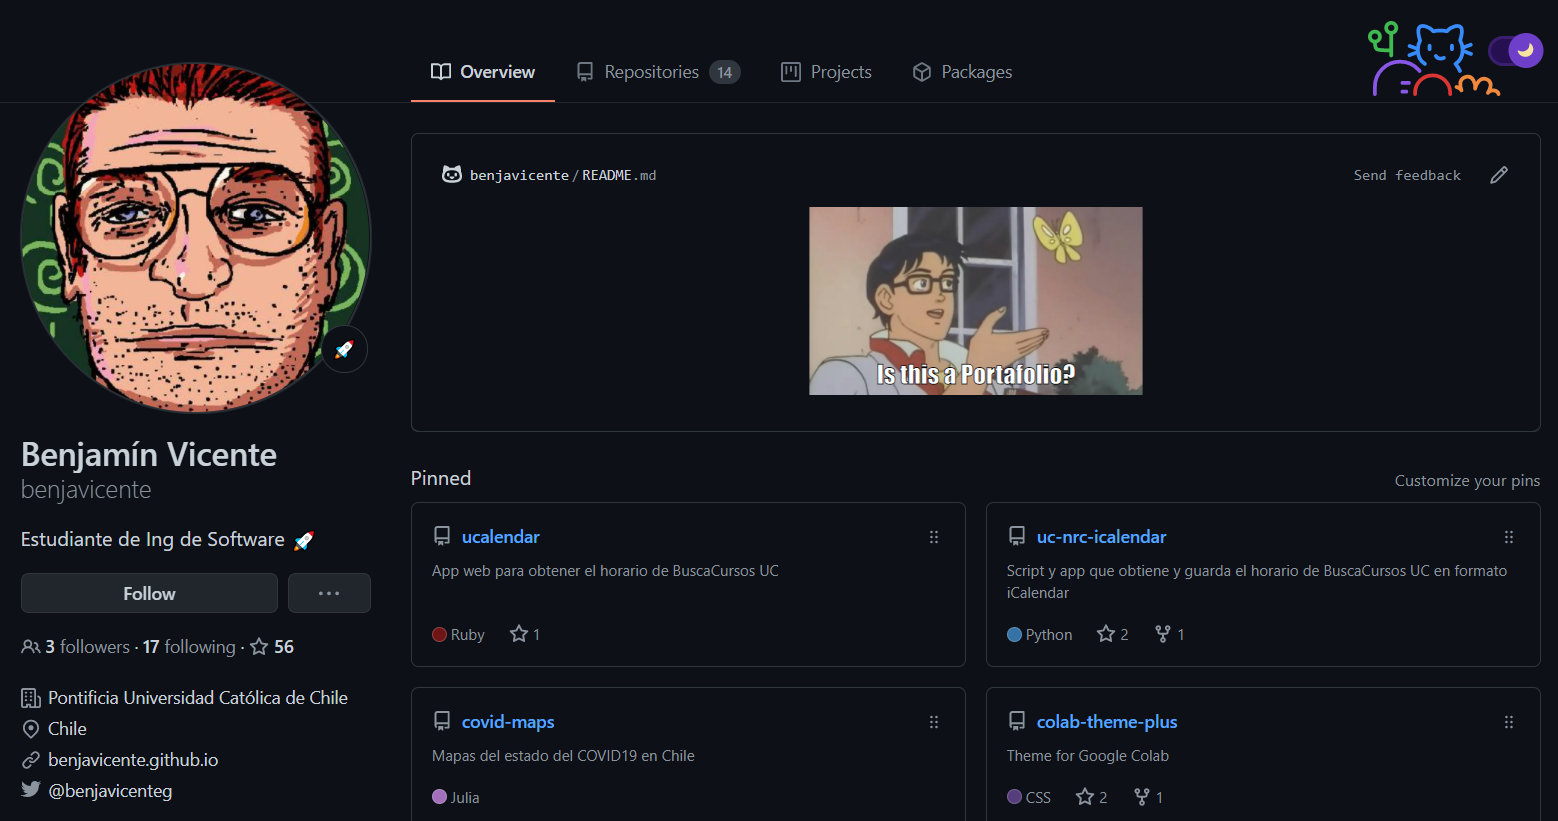 Overview
Repositories 14
Projects
Packages
benjavicente/README.md
Send feedback
Is this a Portafolio?
Benjamín Vicente
benjavicente
Estudiante de Ing de Software 🚀
Follow
3 followers · 17 following · 56
Pontificia Universidad Católica de Chile
Chile
benjavicente.github.io
@benjavicenteg
Pinned
Customize your pins
ucalendar
App web para obtener el horario de BuscaCursos UC
Ruby 1
uc-nrc-icalendar
Script y app que obtiene y guarda el horario de BuscaCursos UC en formato
iCalendar
Python 2 1
covid-maps
Mapas del estado del COVID19 en Chile
Julia
colab-theme-plus
Theme for Google Colab
CSS 2 1